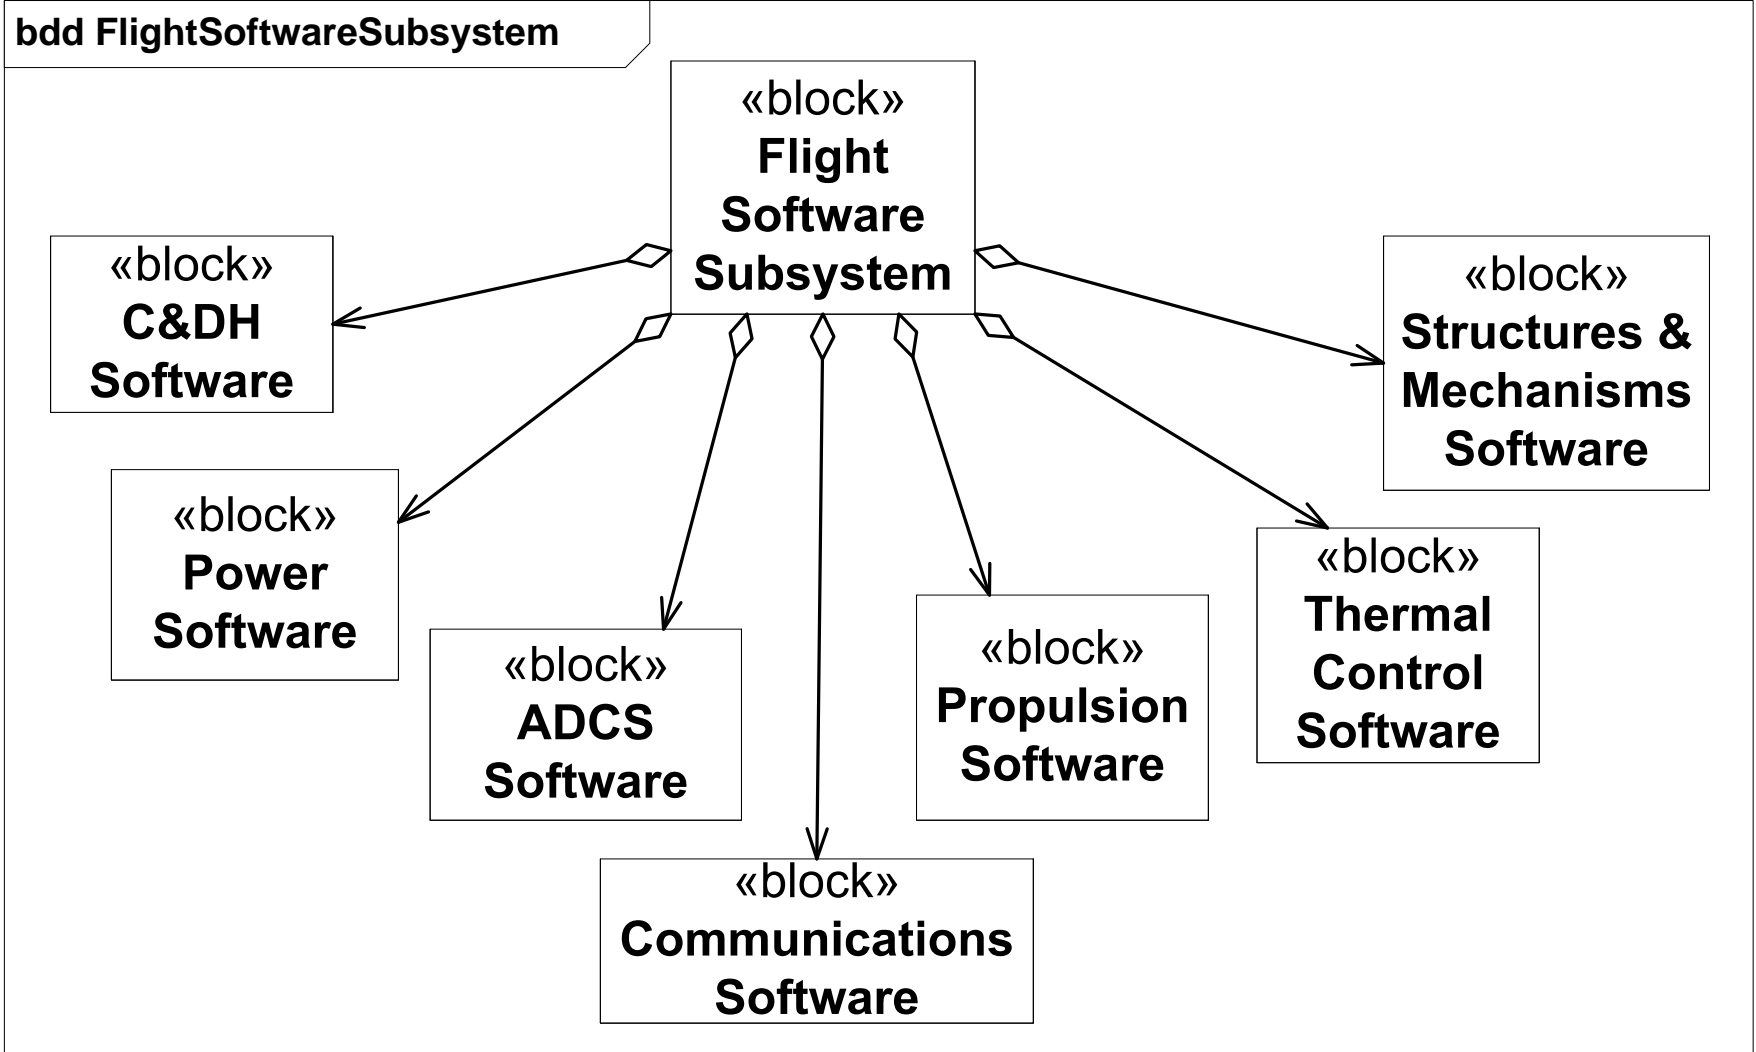 bdd FlightSoftwareSubsystem
«block»
Flight
Software
Subsystem
«block»
C&DH
Software
«block»
Structures &
Mechanisms
Software
«block»
Power
Software
«block»
Thermal
Control
Software
«block»
ADCS
Software
«block»
Propulsion
Software
«block»
Communications
Software